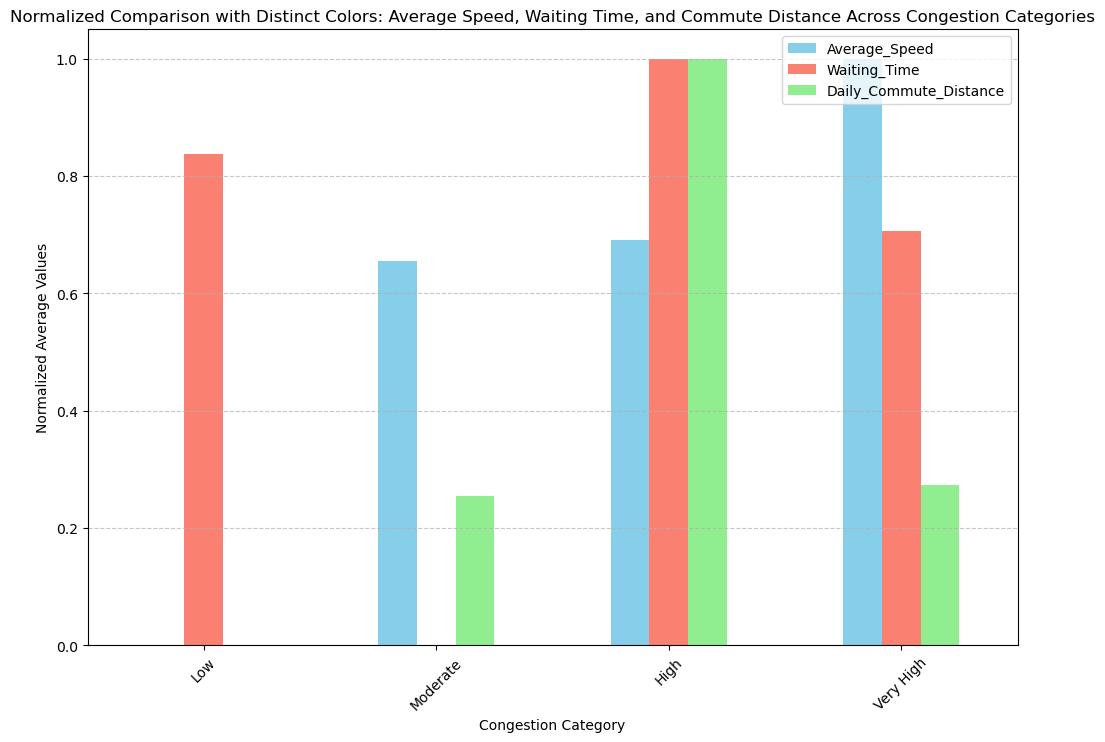 Normalized Comparison with Distinct Colors: Average Speed, Waiting Time, and Commute Distance Across Congestion Categories
Average_Speed
Waiting_Time
Daily_Commute_Distance
Normalized Average Values
1.0
0.8
0.6
0.4
0.2
0.0
Low
Moderate
High
Very High
Congestion Category